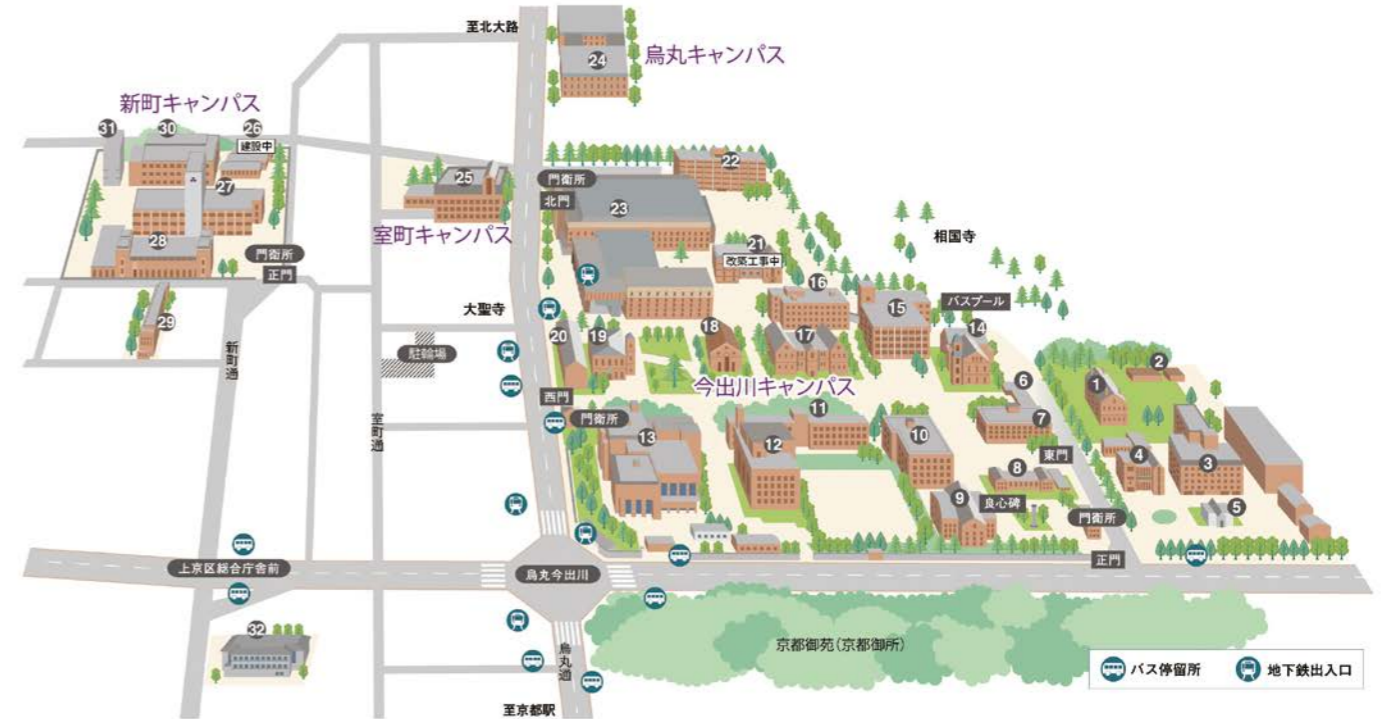 至北大路
24
烏丸キャンパス
新町キャンパス
31
30
26
建設中
27
28
門衛所
正門
29
新町通
25
室町キャンパス
門衛所
北門
22
23
21
改築工事中
相国寺
16
15
バスプール
14
大聖寺
駐輪場
20
19
18
17
今出川キャンパス
西門
門衛所
室町通
13
12
11
10
6
7
1
2
東門
4
3
8
9
良心碑
門衛所
5
正門
上京区総合庁舎前
烏丸今出川
32
烏丸通
京都御苑(京都御所)
至京都駅
バス停留所
地下鉄出入口